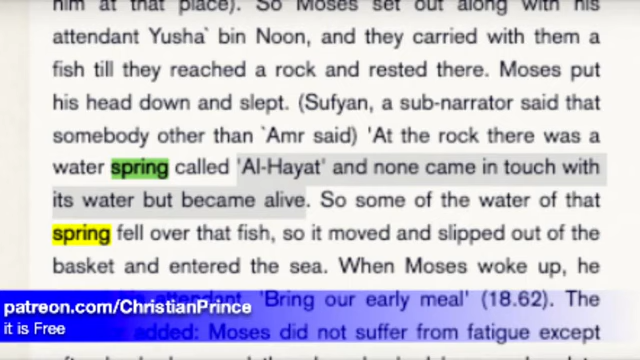 him at that place). So Moses set out along with his
attendant Yusha` bin Noon, and they carried with them a
fish till they reached a rock and rested there. Moses put
his head down and slept. (Sufyan, a sub-narrator said that
somebody other than `Amr said) 'At the rock there was a
water spring called 'Al-Hayat' and none came in touch with
its water but became alive. So some of the water of that
spring fell over that fish, so it moved and slipped out of the
basket and entered the sea. When Moses woke up, he
attendant, 'Bring our early meal' (18.62). The
added: Moses did not suffer from fatigue except
patreon.com/ChristianPrince
it is Free